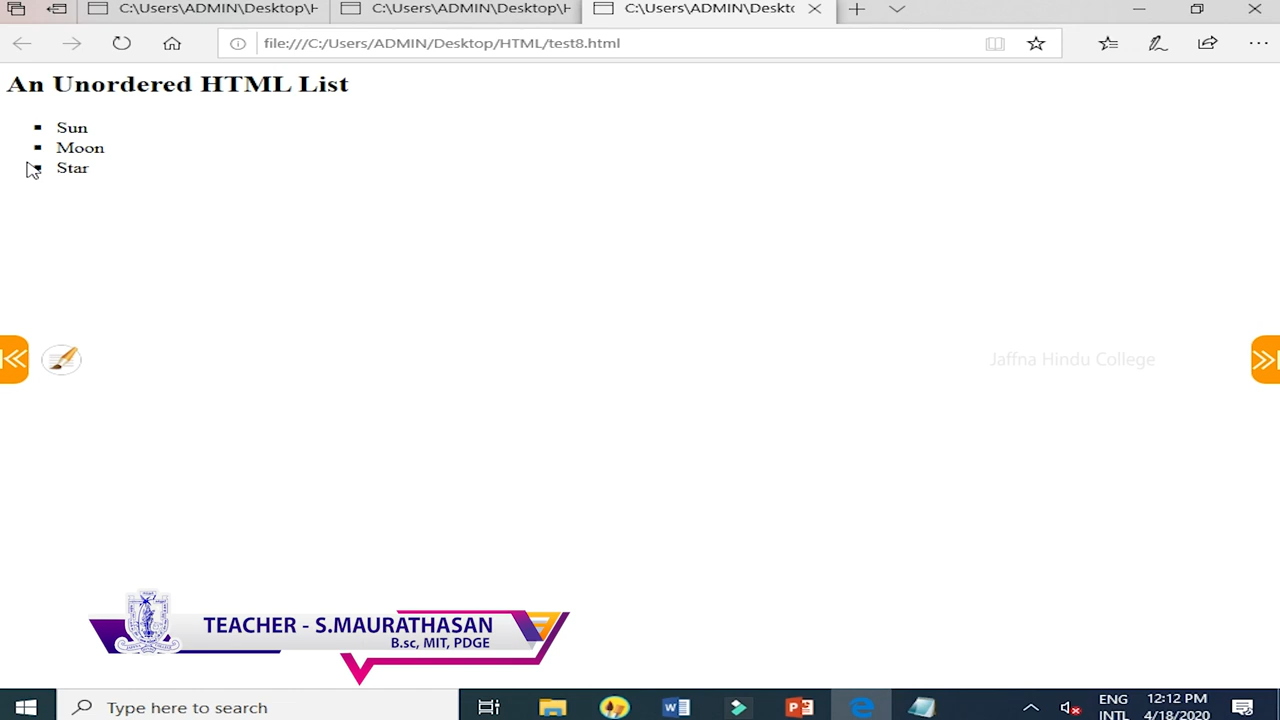 C:\Users\ADMIN\Desktop\H
C:\Users\ADMIN\Desktop\H
C:\Users\ADMIN\Deskto
file:///C:/Users/ADMIN/Desktop/HTML/test8.html
An Unordered HTML List
Sun
Moon
Star
Jaffna Hindu College
TEACHER - S.MAURATHASAN
B.sc, MIT, PDGE
Type here to search
ENG
INTL
12:12 PM
4/18/2020